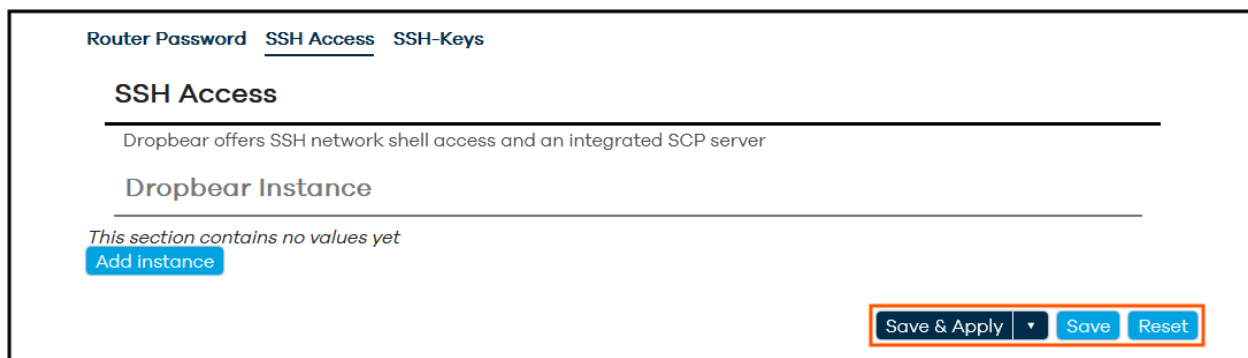 Router Password SSH Access SSH-Keys
SSH Access
Dropbear offers SSH network shell access and an integrated SCP server
Dropbear Instance
This section contains no values yet
Add instance
Save & Apply ▾ Save Reset